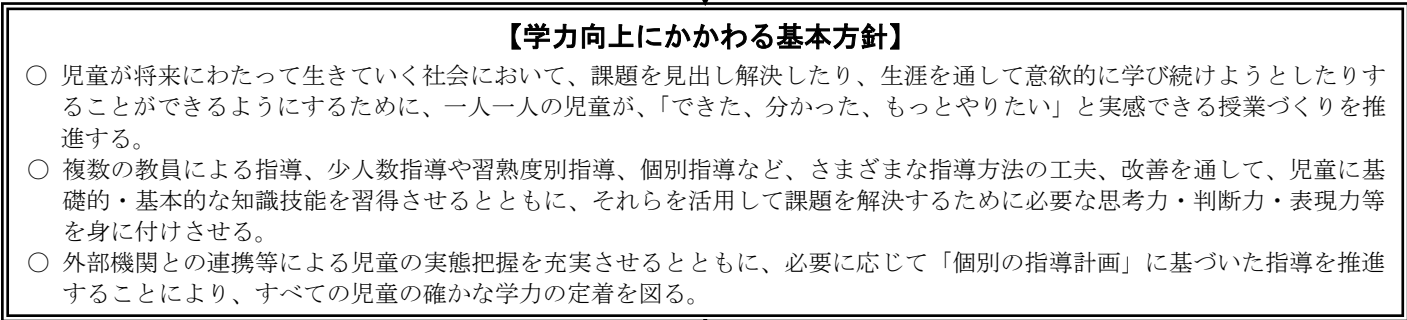 【学力向上にかかわる基本方針】
○ 児童が将来にわたって生きていく社会において、課題を見出し解決したり、生涯を通して意欲的に学び続けようとしたりす
ることができるようにするために、一人一人の児童が、「できた、分かった、もっとやりたい」と実感できる授業づくりを推
進する。
○ 複数の教員による指導、少人数指導や習熟度別指導、個別指導など、さまざまな指導方法の工夫、改善を通して、児童に基
礎的・基本的な知識技能を習得させるとともに、それらを活用して課題を解決するために必要な思考力・判断力・表現力等
を身に付けさせる。
○ 外部機関との連携等による児童の実態把握を充実させるとともに、必要に応じて「個別の指導計画」に基づいた指導を推進
することにより、すべての児童の確かな学力の定着を図る。